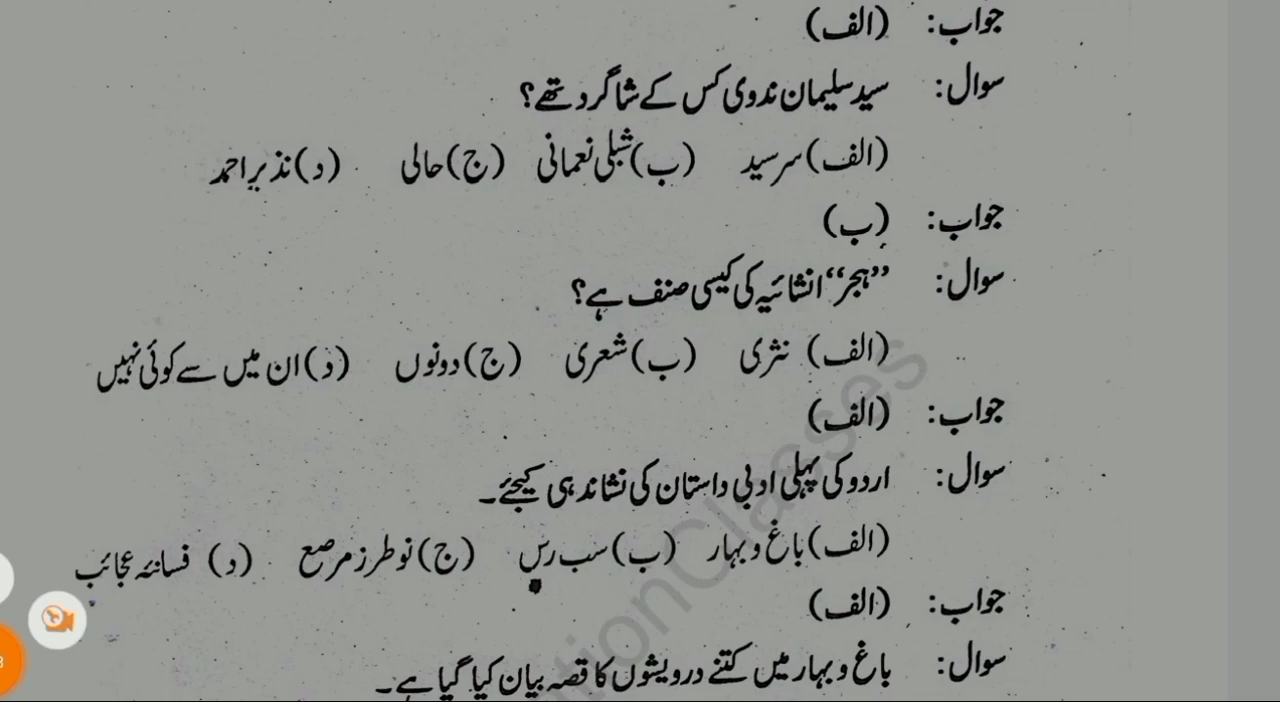 جواب: (الف)
سوال: سید سلیمان ندوی کس کے شاگرد تھے؟
(الف) سرسید (ب) شبلی نعمانی (ج) حالی (د) نذیر احمد
جواب: (ب)
سوال: ”ہجر“ انشائیہ کی کیسی صنف ہے؟
(الف) نثری (ب) شعری (ج) دونوں (د) ان میں سے کوئی نہیں
جواب: (الف)
سوال: اردو کی پہلی ادبی داستان کی نشاندہی کیجئے۔
(الف) باغ و بہار (ب) سب رس (ج) نوطرز مرصع (د) فسانۂ عجائب
جواب: (الف)
سوال: باغ و بہار میں کتنے درویشوں کا قصہ بیان کیا گیا ہے۔
tionClasses